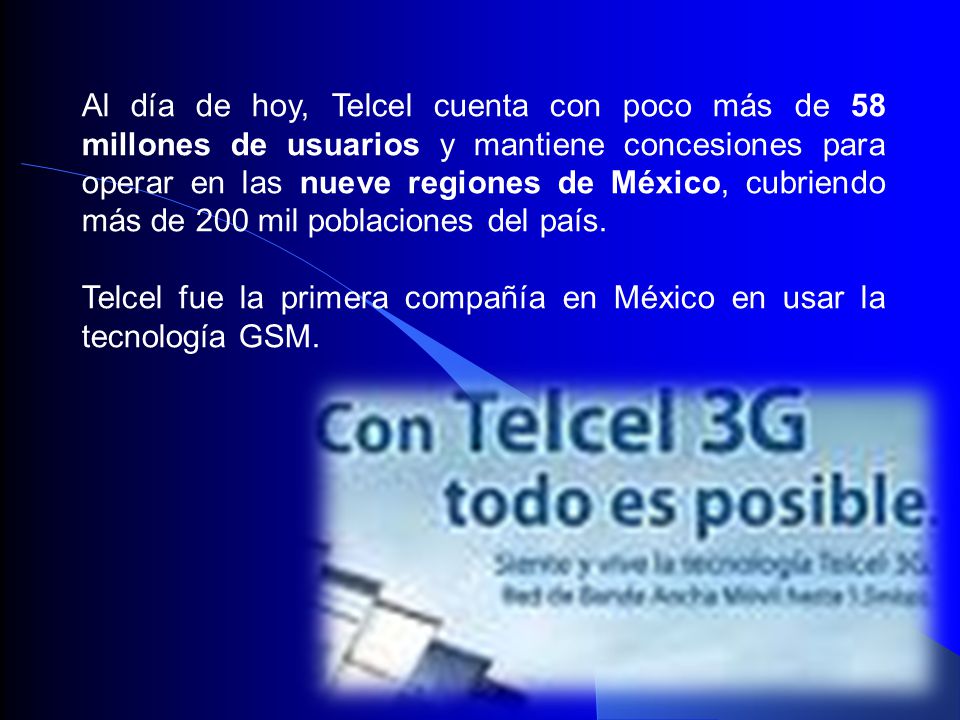 Al día de hoy, Telcel cuenta con poco más de 58
millones de usuarios y mantiene concesiones para
operar en las nueve regiones de México, cubriendo
más de 200 mil poblaciones del país.
Telcel fue la primera compañía en México en usar la
tecnología GSM.
Con Telcel 3G
todo es posible.
Siente y vive la tecnología Telcel 3G.
Red de Banda Ancha Móvil hasta